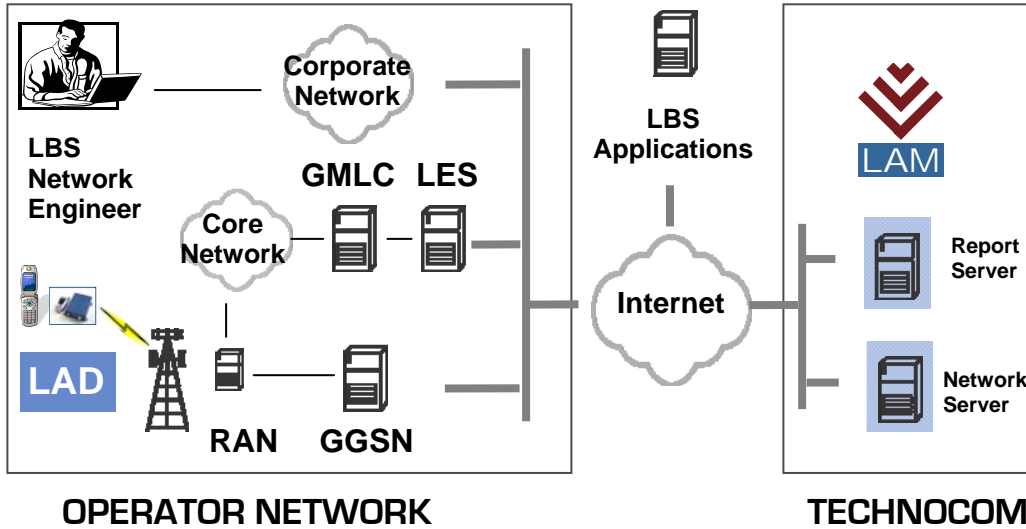 Corporate
Network
LBS
Network
Engineer
GMLC LES
Core
Network
LAD
RAN GGSN
LBS
Applications
Internet
LAM
Report
Server
Network
Server
OPERATOR NETWORK
TECHNOCOM